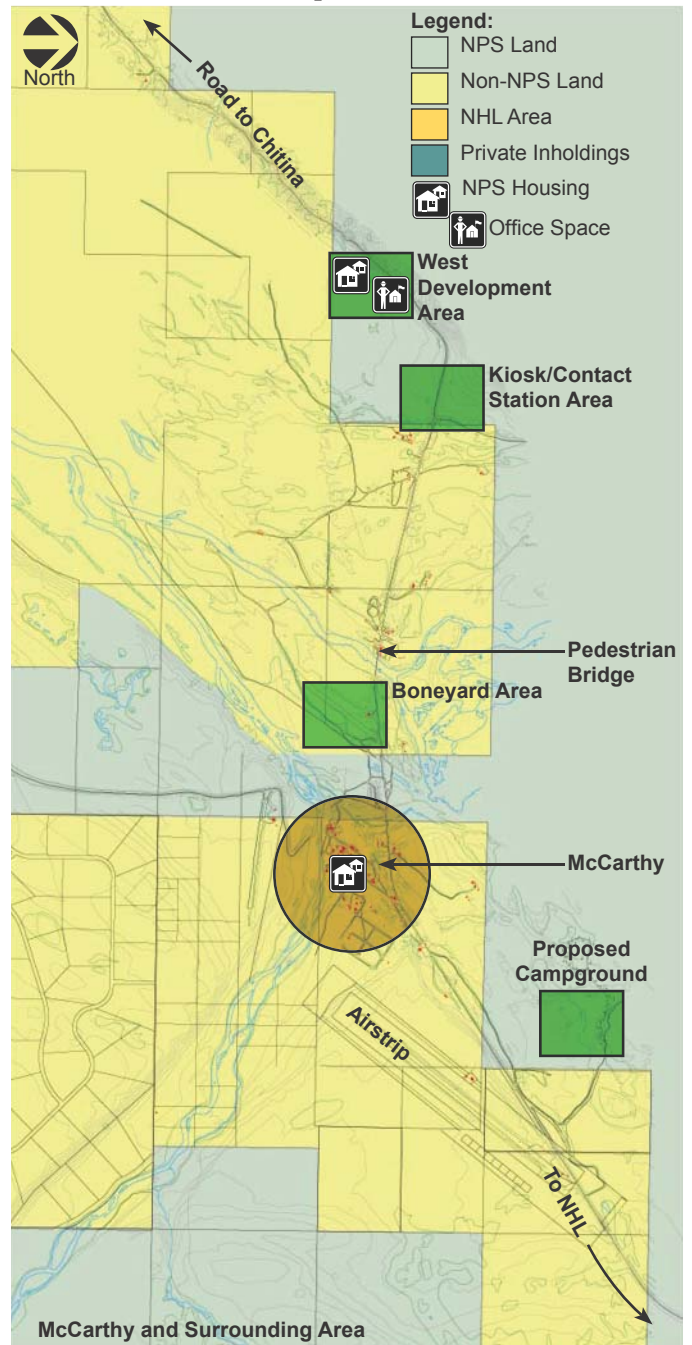 North
Road to Chitina
Legend:
NPS Land
Non-NPS Land
NHL Area
Private Inholdings
NPS Housing
Office Space
West
Development
Area
Kiosk/Contact
Station Area
Pedestrian
Bridge
Boneyard Area
McCarthy
Proposed
Campground
Airstrip
To NHL
McCarthy and Surrounding Area